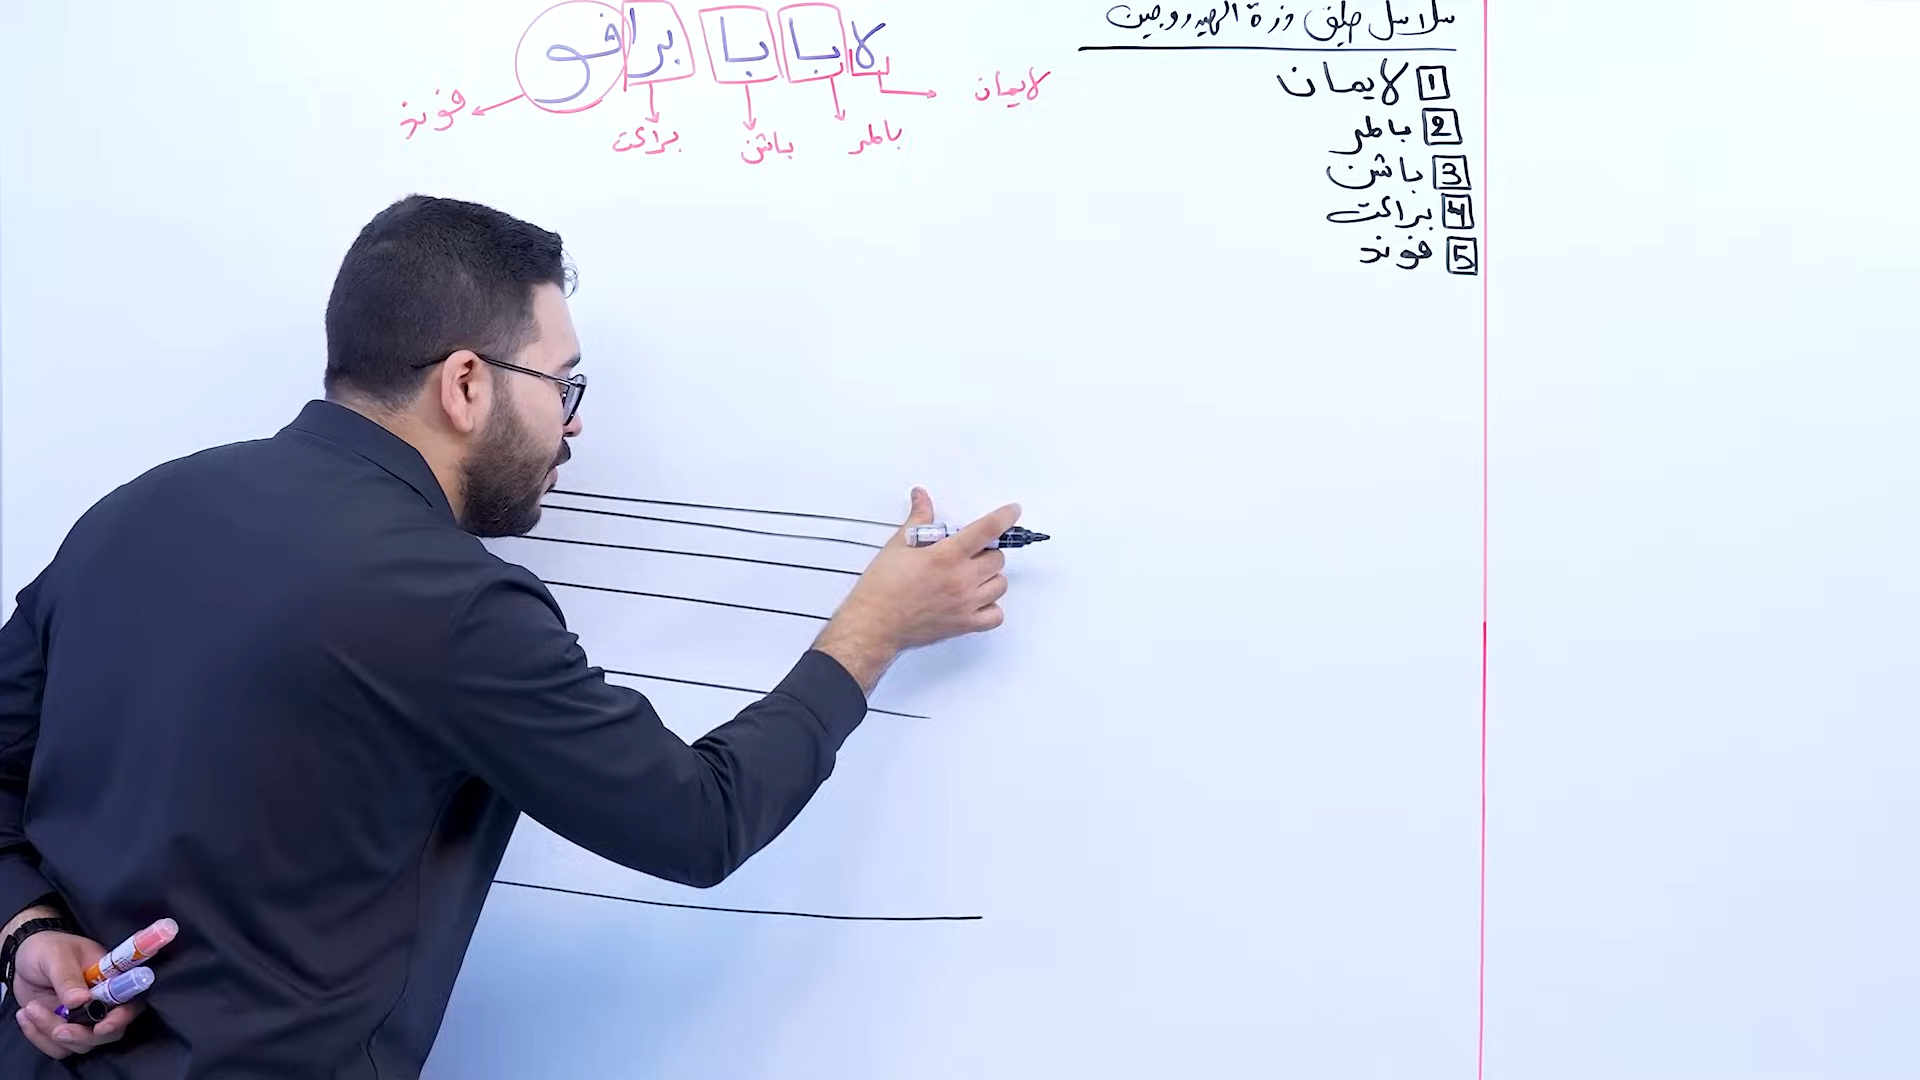 سلاسل طيف ذرة الهيدروجين
1 لايمان
2 بالمر
3 باشن
4 براكت
5 فوند
لا با با برا فو
لايمان
بالمر
باشن
براكت
فوند